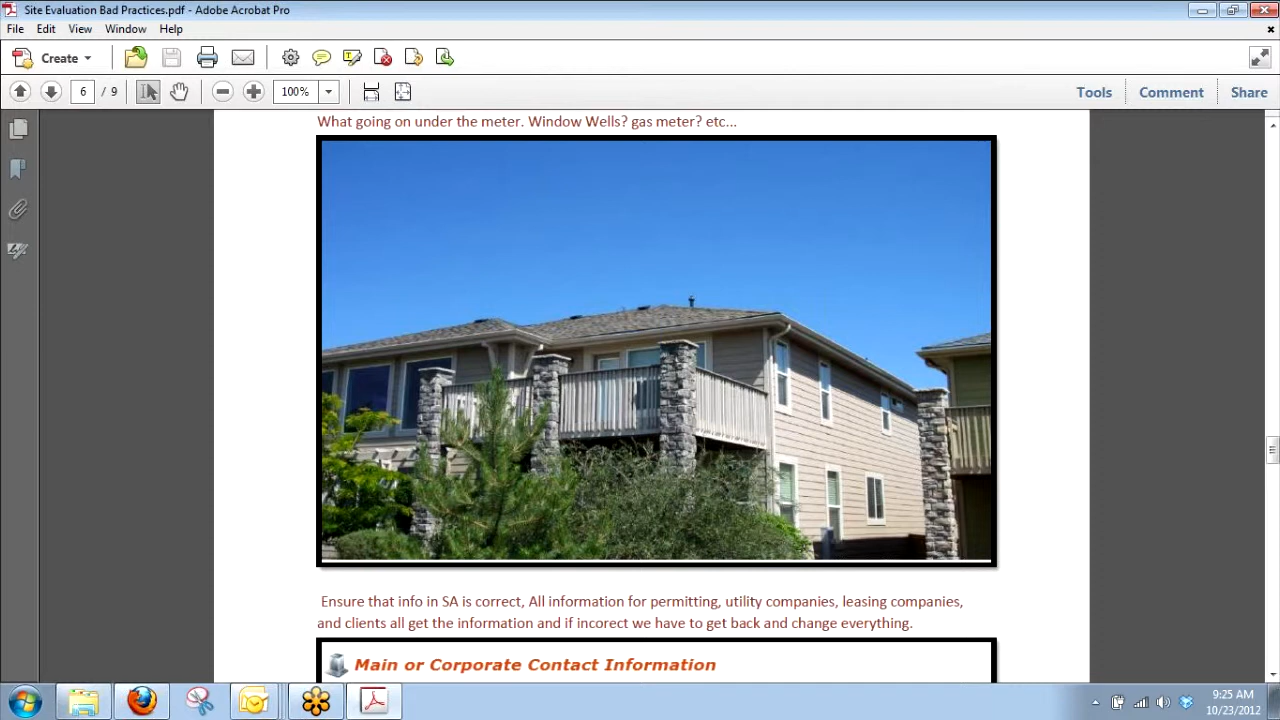 Site Evaluation Bad Practices.pdf - Adobe Acrobat Pro
File Edit View Window Help
Create
6 / 9 100% Tools Comment Share
What going on under the meter. Window Wells? gas meter? etc...
Ensure that info in SA is correct, All information for permitting, utility companies, leasing companies,
and clients all get the information and if incorect we have to get back and change everything.
Main or Corporate Contact Information
9:25 AM
10/23/2012